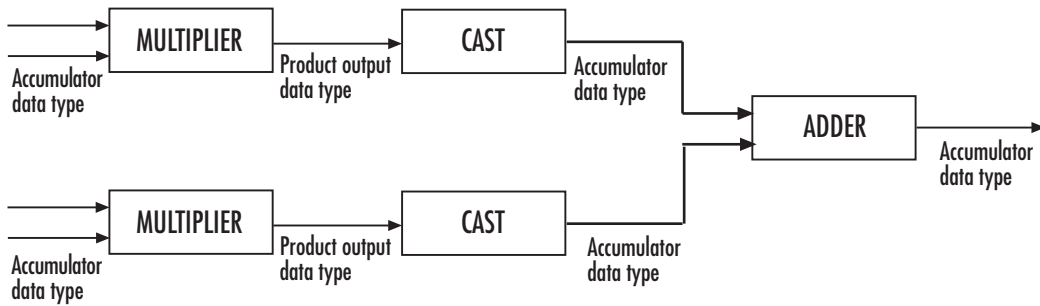 MULTIPLIER
CAST
Accumulator
data type
Product output
data type
Accumulator
data type
ADDER
Accumulator
data type
MULTIPLIER
CAST
Accumulator
data type
Product output
data type
Accumulator
data type